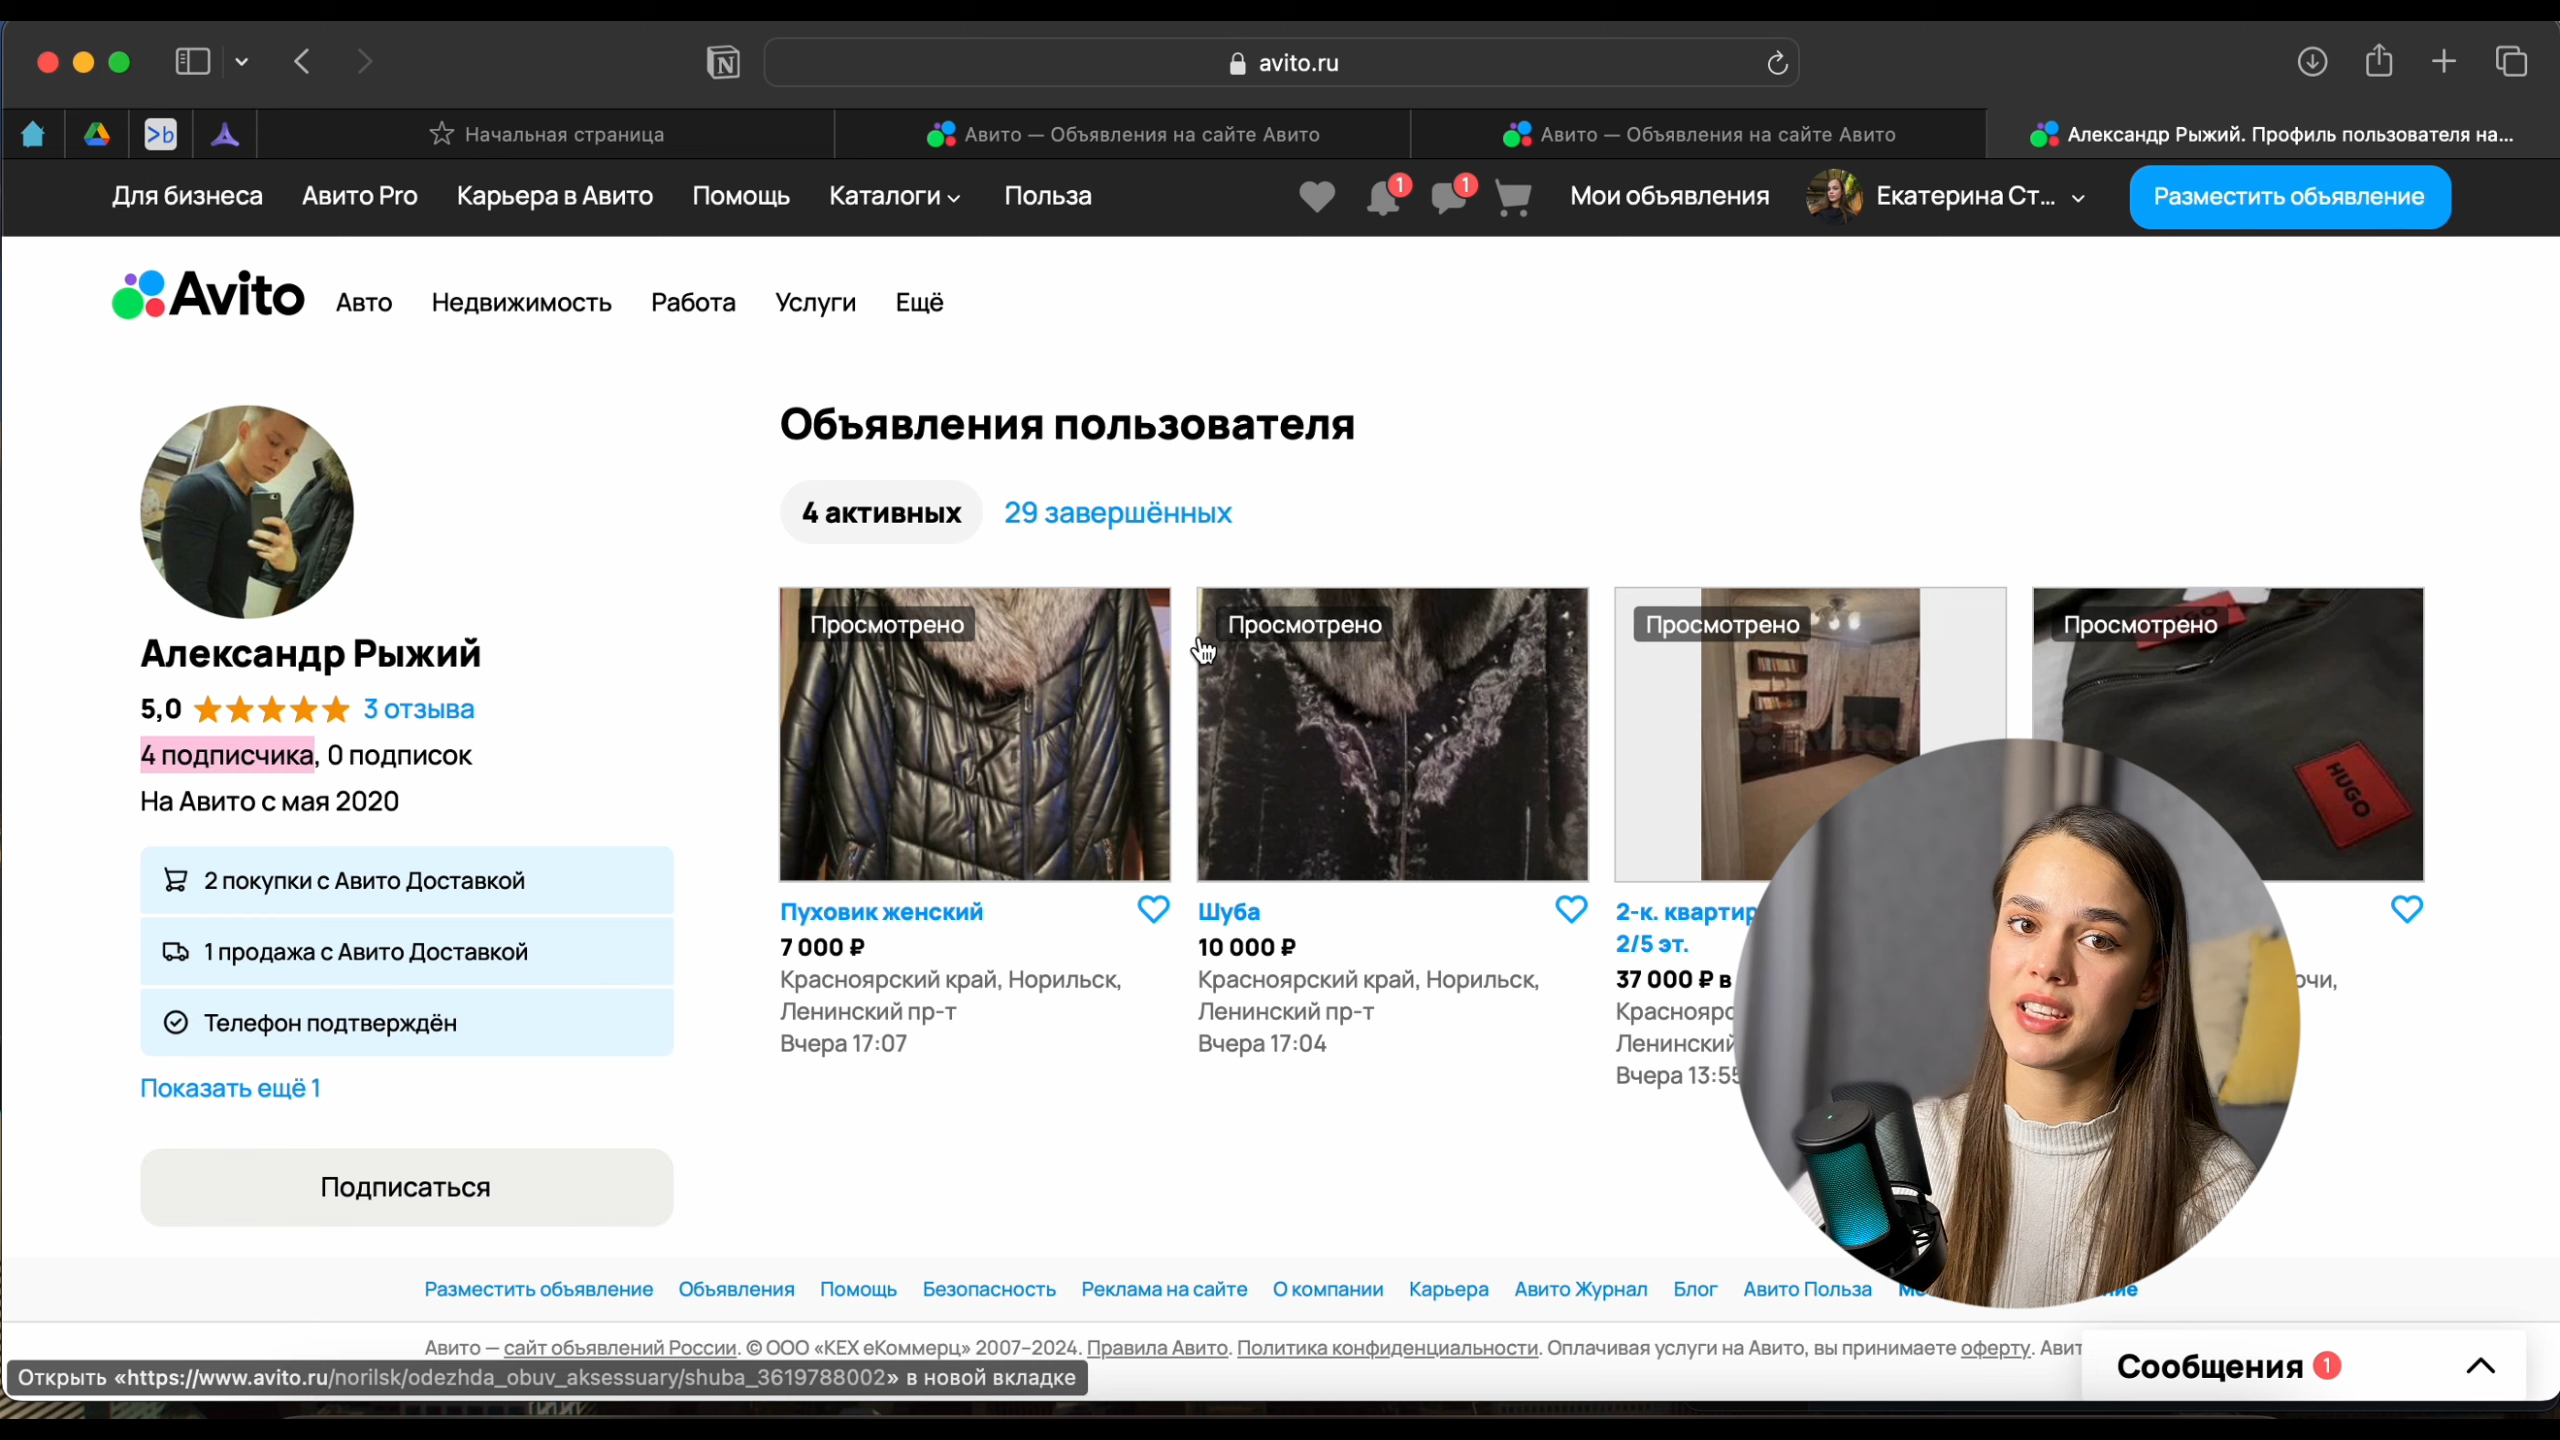 avito.ru
Начальная страница
Авито — Объявления на сайте Авито
Авито — Объявления на сайте Авито
Александр Рыжий. Профиль пользователя на...
Для бизнеса
Авито Pro
Карьера в Авито
Помощь
Каталоги
Польза
1
1
Мои объявления
Екатерина Ст...
Разместить объявление
Avito
Авто
Недвижимость
Работа
Услуги
Ещё
Александр Рыжий
5,0
3 отзыва
4 подписчика, 0 подписок
На Авито с мая 2020
2 покупки с Авито Доставкой
1 продажа с Авито Доставкой
Телефон подтверждён
Показать ещё 1
Подписаться
Объявления пользователя
4 активных
29 завершённых
Просмотрено
Пуховик женский
7 000 ₽
Красноярский край, Норильск,
Ленинский пр-т
Вчера 17:07
Просмотрено
Шуба
10 000 ₽
Красноярский край, Норильск,
Ленинский пр-т
Вчера 17:04
Просмотрено
2-к. квартир
2/5 эт.
37 000 ₽ в
Красноярс
Ленинский
Вчера 13:55
Просмотрено
HUGO
очи,
Разместить объявление
Объявления
Помощь
Безопасность
Реклама на сайте
О компании
Карьера
Авито Журнал
Блог
Авито Польза
Авито — сайт объявлений России. © ООО «КЕХ еКоммерц» 2007–2024. Правила Авито. Политика конфиденциальности. Оплачивая услуги на Авито, вы принимаете оферту. Авит
Открыть «https://www.avito.ru/norilsk/odezhda_obuv_aksessuary/shuba_3619788002» в новой вкладке
Сообщения 1